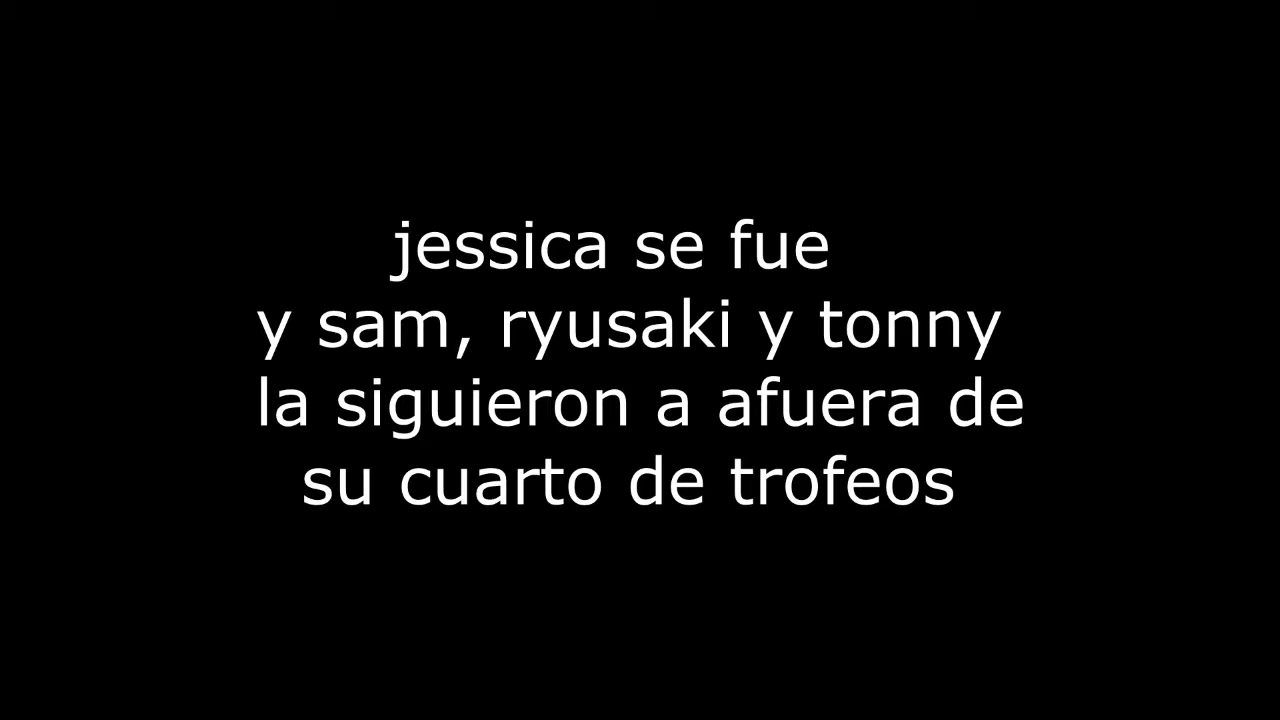 jessica se fue
y sam, ryusaki y tonny
la siguieron a afuera de
su cuarto de trofeos